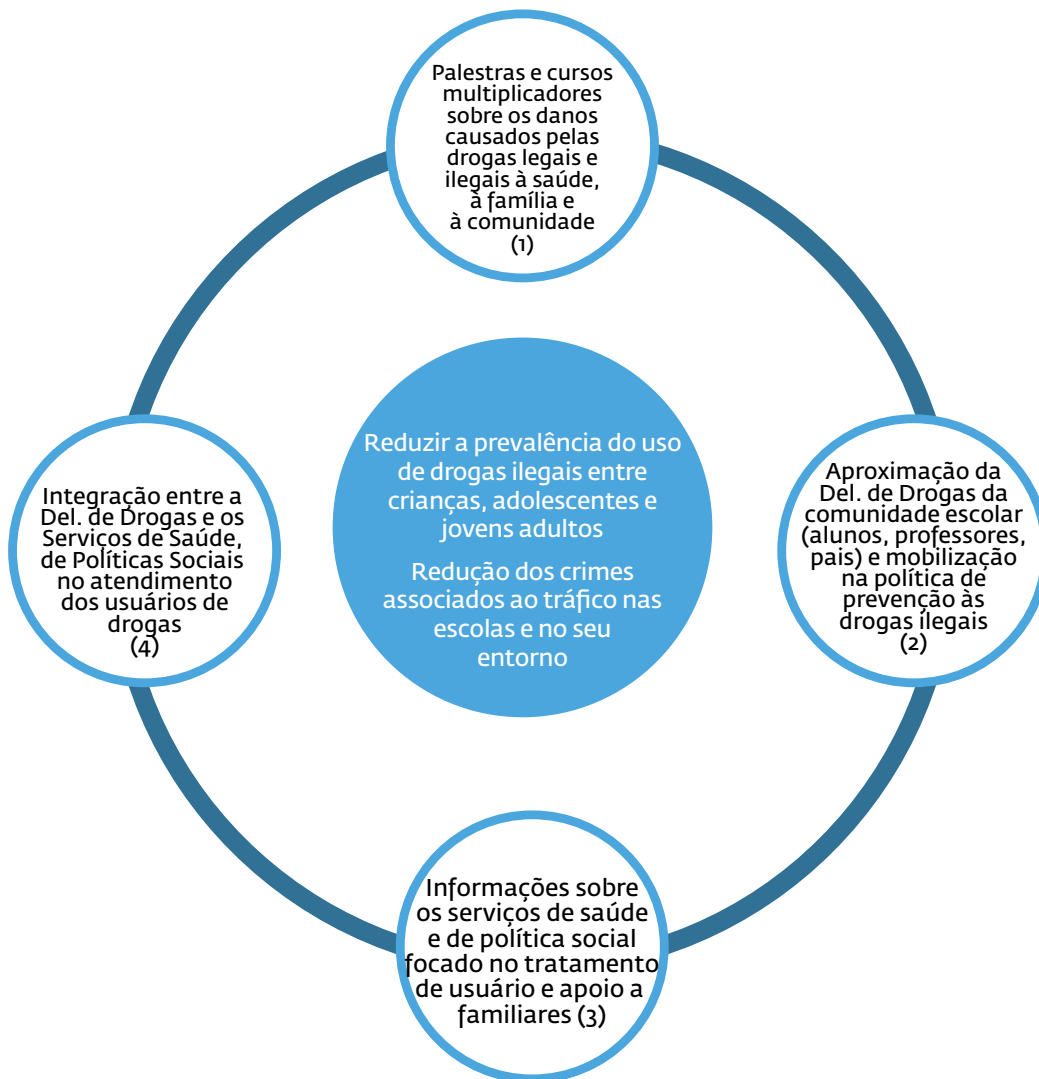 Palestras e cursos
multiplicadores
sobre os danos
causados pelas
drogas legais e
ilegais à saúde,
à família e
à comunidade
(1)
Reduzir a prevalência do uso
de drogas ilegais entre
crianças, adolescentes e
jovens adultos
Redução dos crimes
associados ao tráfico nas
escolas e no seu
entorno
Aproximação da
Del. de Drogas da
comunidade escolar
(alunos, professores,
pais) e mobilização
na política de
prevenção às
drogas ilegais
(2)
Informações sobre
os serviços de saúde
e de política social
focado no tratamento
de usuário e apoio a
familiares (3)
Integração entre a
Del. de Drogas e os
Serviços de Saúde,
de Políticas Sociais
no atendimento
dos usuários de
drogas
(4)